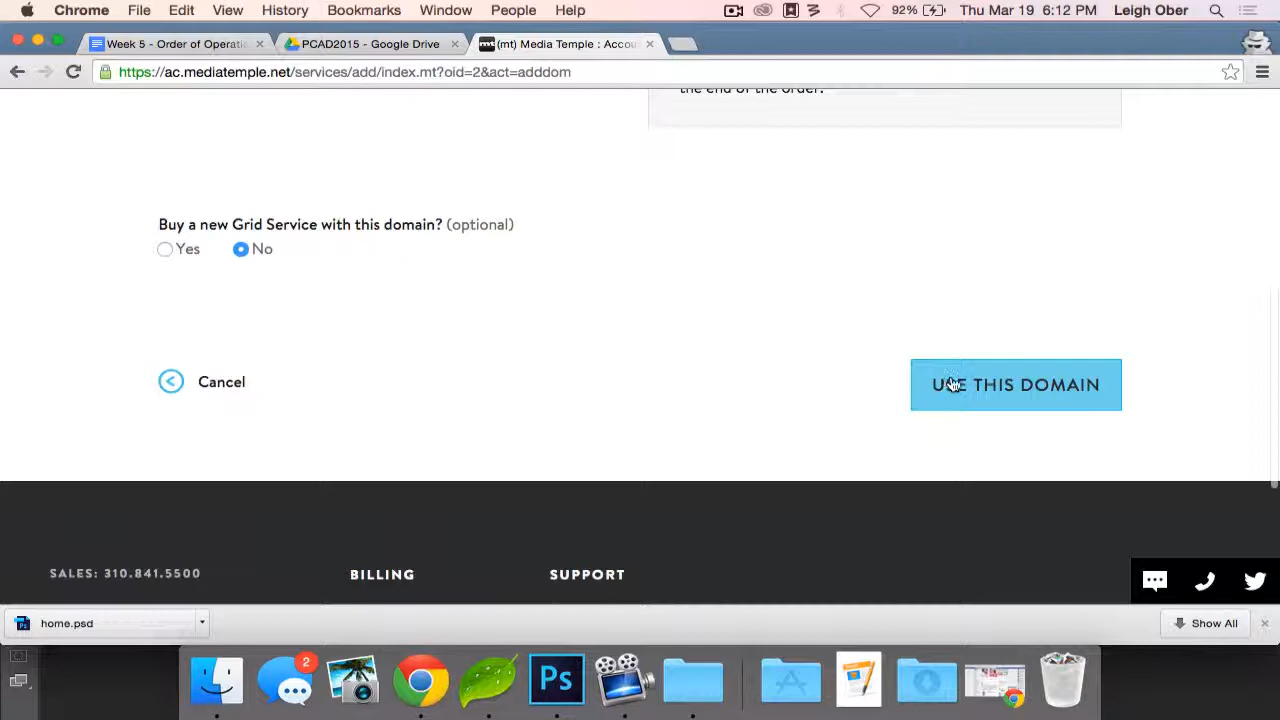 Chrome File Edit View History Bookmarks Window People Help 92% Thu Mar 19 6:12 PM Leigh Ober
Week 5 - Order of Operati PCAD2015 - Google Drive (mt) Media Temple : Accou
https://ac.mediatemple.net/services/add/index.mt?oid=2&act=adddom
the end of the order.
Buy a new Grid Service with this domain? (optional)
Yes No
Cancel
USE THIS DOMAIN
SALES: 310.841.5500 BILLING SUPPORT
home.psd Show All
2
Ps